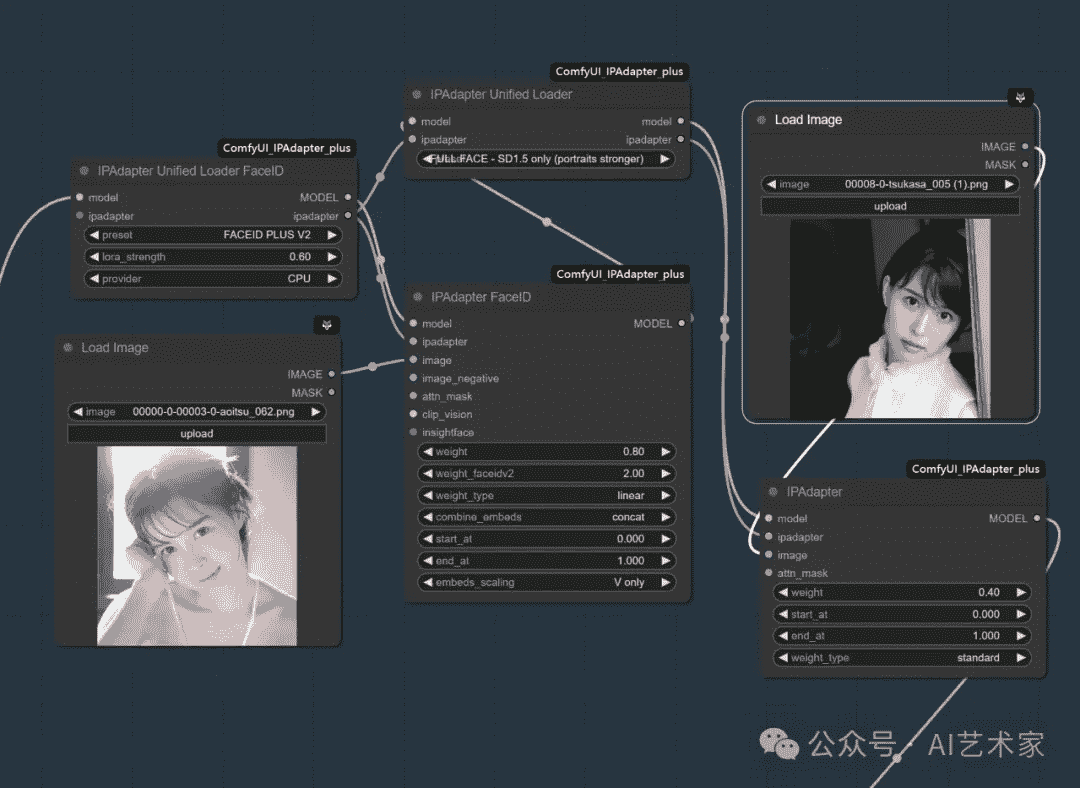 ComfyUI_IPAdapter_plus
IPAdapter Unified Loader FaceID
model MODEL
ipadapter ipadapter
preset FACEID PLUS V2
lora_strength 0.60
provider CPU
Load Image
IMAGE
MASK
image 00000-0-00003-0-aoitsu_062.png
upload
ComfyUI_IPAdapter_plus
IPAdapter Unified Loader
model model
ipadapter ipadapter
FULL FACE - SD1.5 only (portraits stronger)
ComfyUI_IPAdapter_plus
IPAdapter FaceID
model MODEL
ipadapter
image
image_negative
attn_mask
clip_vision
insightface
weight 0.80
weight_faceidv2 2.00
weight_type linear
combine_embeds concat
start_at 0.000
end_at 1.000
embeds_scaling V only
Load Image
IMAGE
MASK
image 00008-0-tsukasa_005 (1).png
upload
ComfyUI_IPAdapter_plus
IPAdapter
model MODEL
ipadapter
image
attn_mask
weight 0.40
start_at 0.000
end_at 1.000
weight_type standard
公众号 · AI艺术家